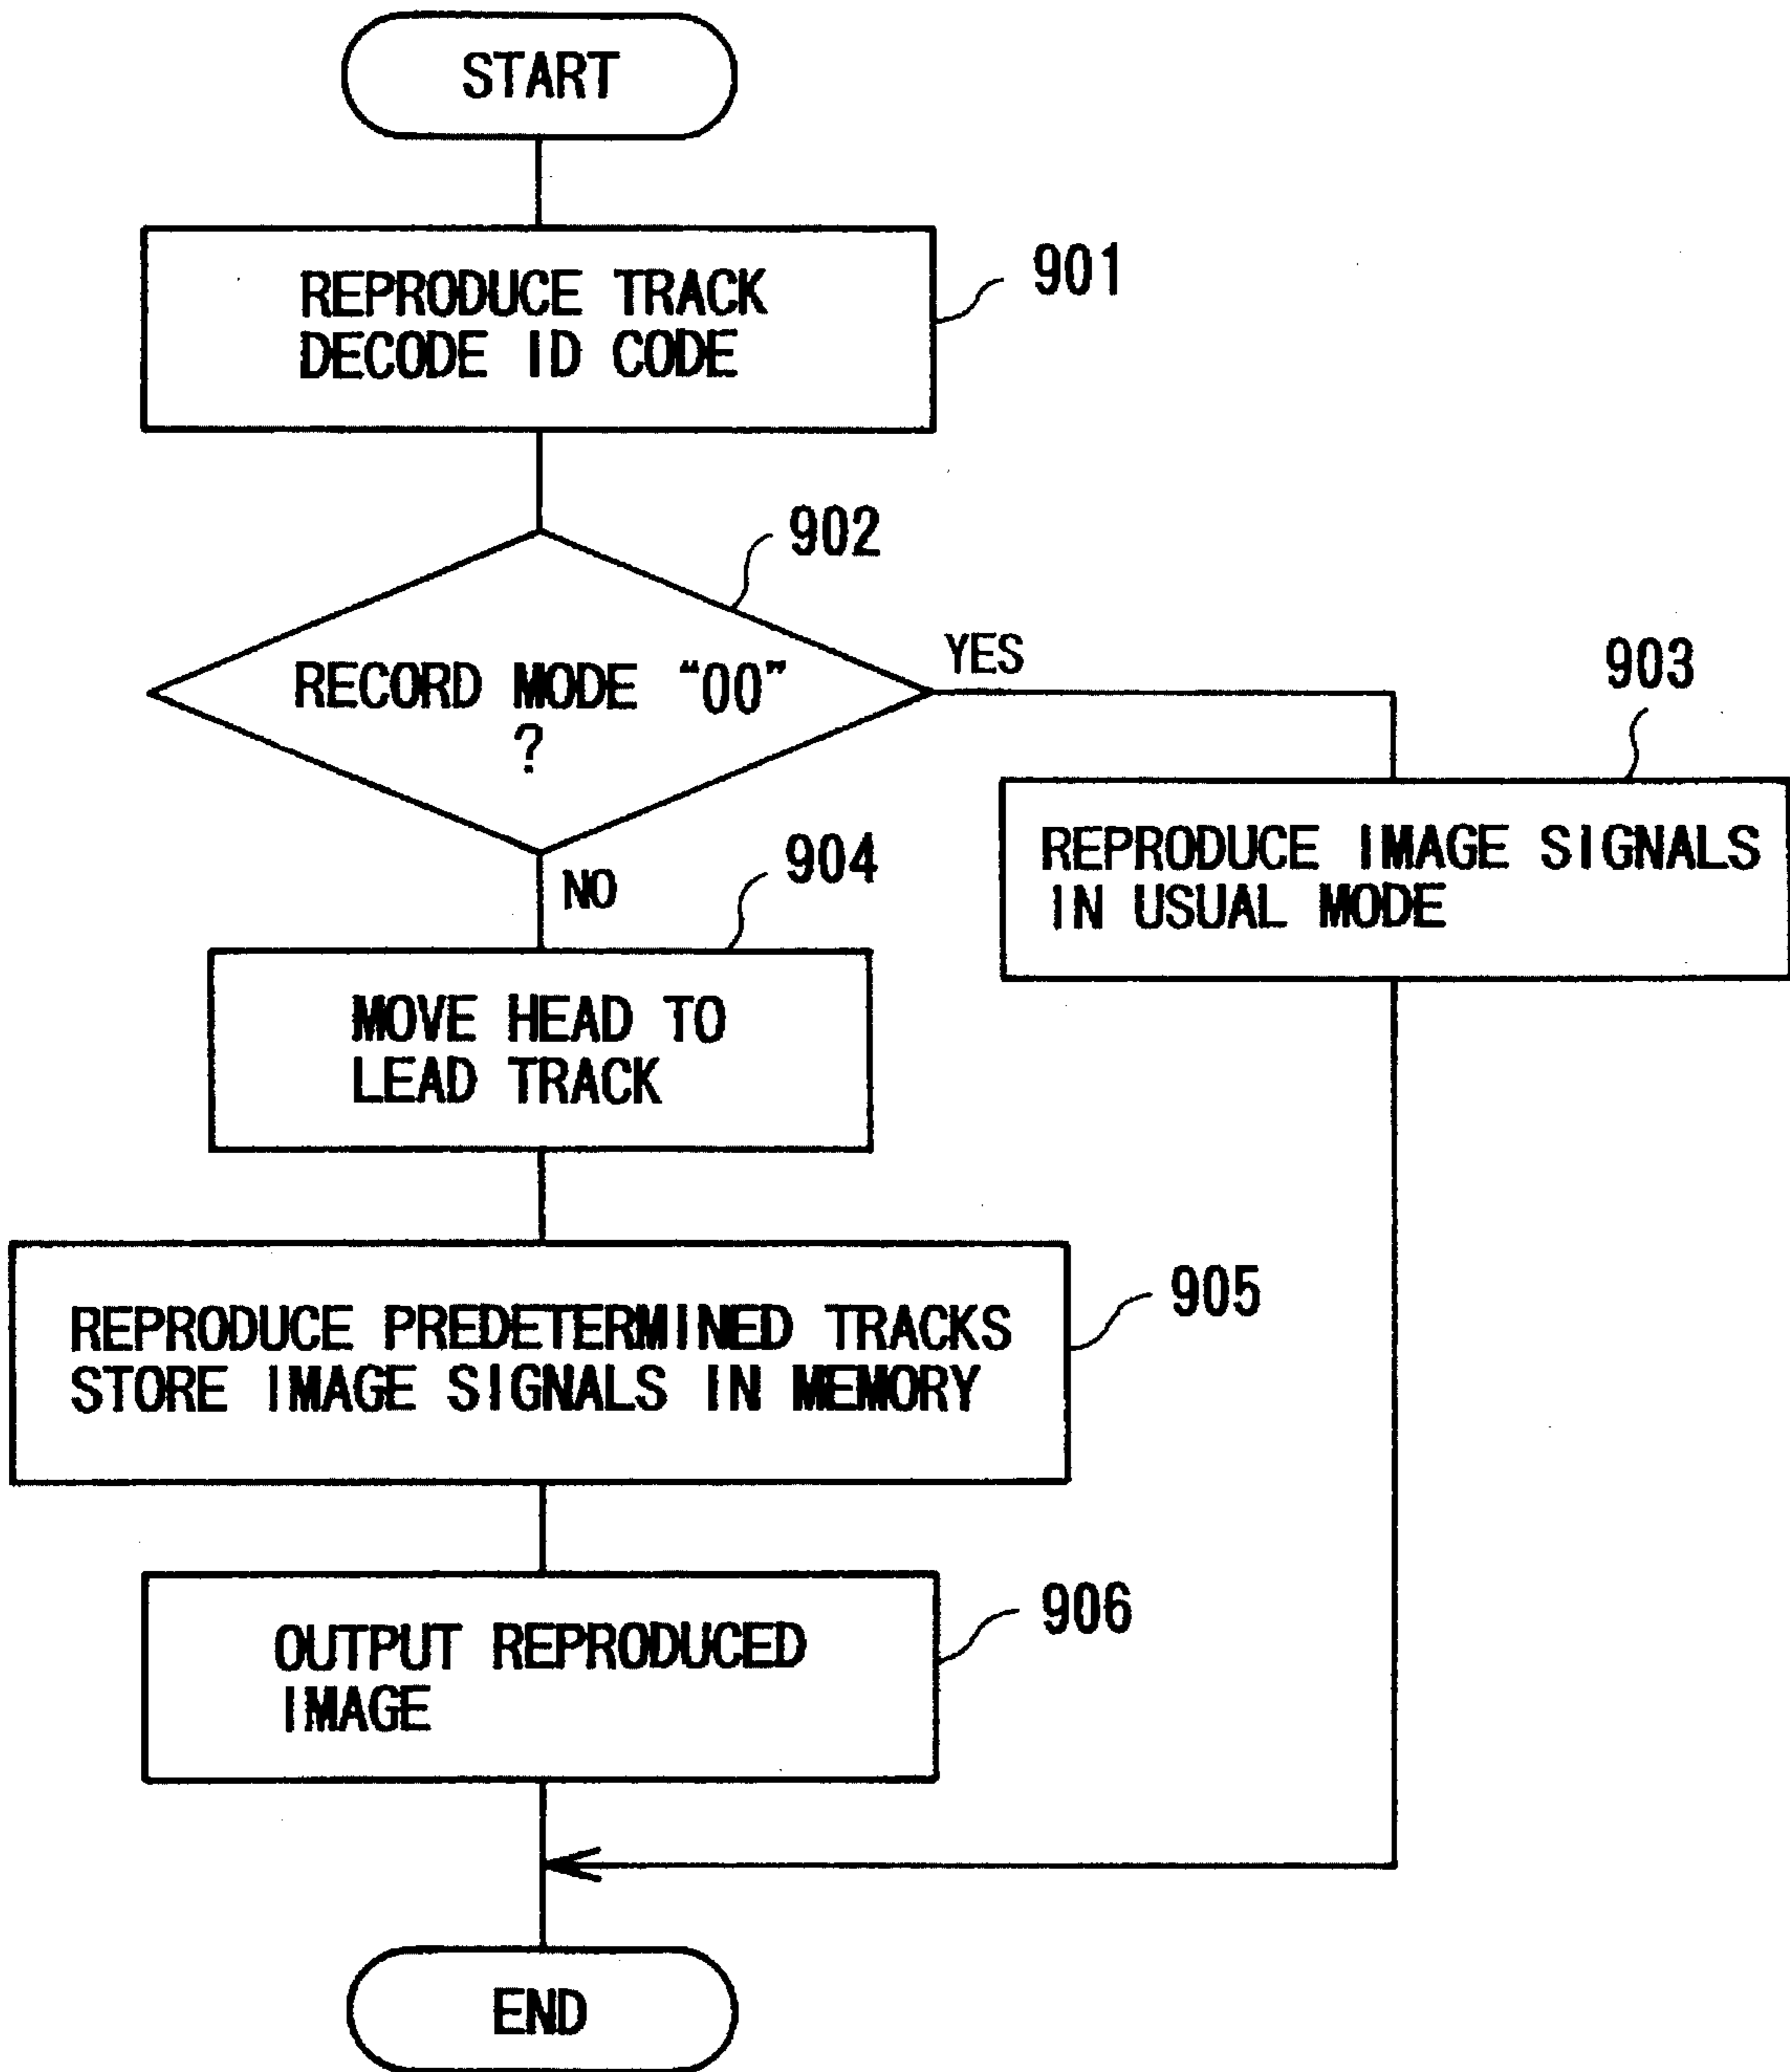 START
REPRODUCE TRACK
DECODE ID CODE
901
902
RECORD MODE “00”
?
YES
903
REPRODUCE IMAGE SIGNALS
IN USUAL MODE
NO
904
MOVE HEAD TO
LEAD TRACK
REPRODUCE PREDETERMINED TRACKS
STORE IMAGE SIGNALS IN MEMORY
905
OUTPUT REPRODUCED
IMAGE
906
END